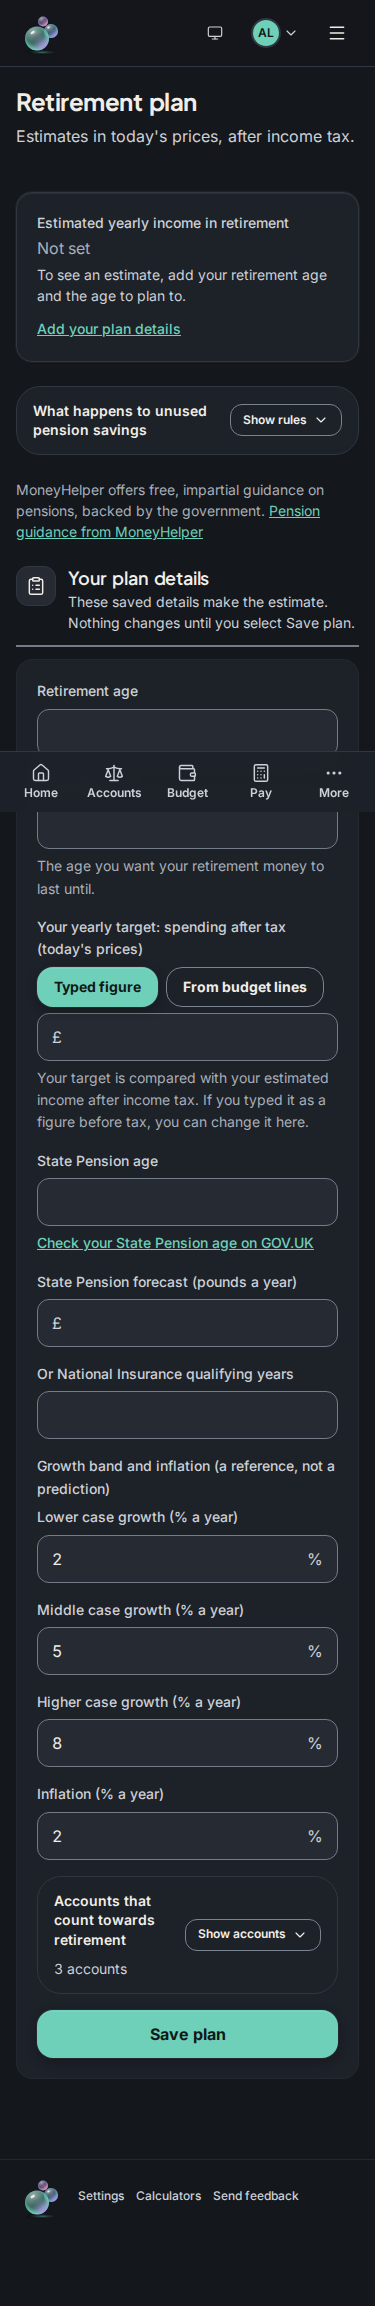 AL
Retirement plan
Estimates in today's prices, after income tax.
Estimated yearly income in retirement
Not set
To see an estimate, add your retirement age
and the age to plan to.
Add your plan details
What happens to unused
pension savings
Show rules
MoneyHelper offers free, impartial guidance on
pensions, backed by the government. Pension
guidance from MoneyHelper
Your plan details
These saved details make the estimate.
Nothing changes until you select Save plan.
Retirement age
Home
Accounts
Budget
Pay
More
The age you want your retirement money to
last until.
Your yearly target: spending after tax
(today's prices)
Typed figure
From budget lines
£
Your target is compared with your estimated
income after income tax. If you typed it as a
figure before tax, you can change it here.
State Pension age
Check your State Pension age on GOV.UK
State Pension forecast (pounds a year)
£
Or National Insurance qualifying years
Growth band and inflation (a reference, not a
prediction)
Lower case growth (% a year)
2 %
Middle case growth (% a year)
5 %
Higher case growth (% a year)
8 %
Inflation (% a year)
2 %
Accounts that
count towards
retirement
3 accounts
Show accounts
Save plan
Settings
Calculators
Send feedback